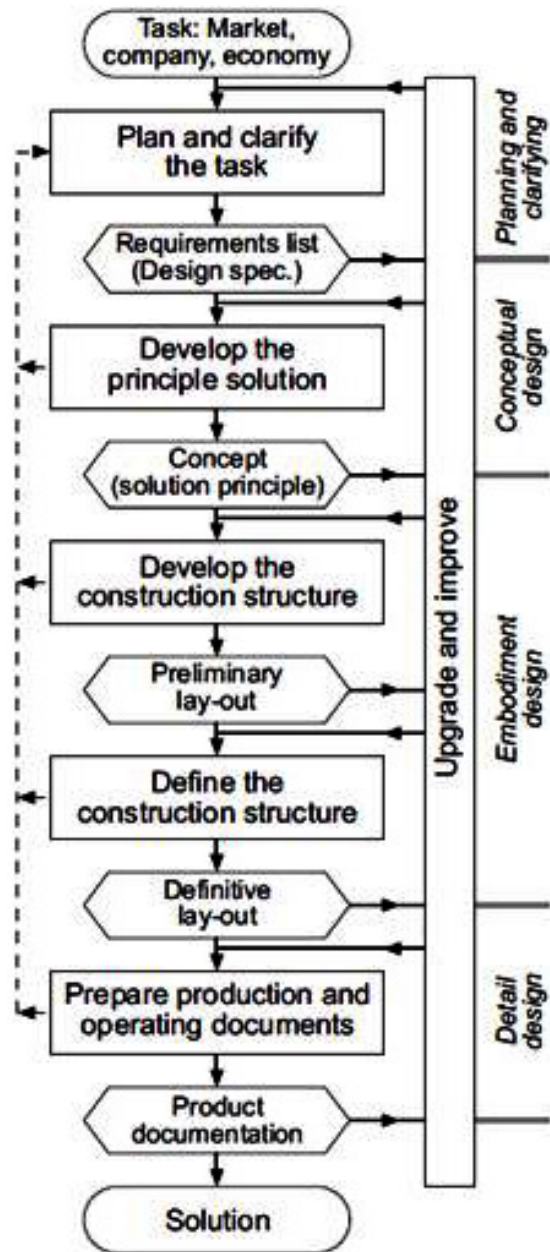 Task: Market,
company, economy
Plan and clarify
the task
Requirements list
(Design spec.)
Develop the
principle solution
Concept
(solution principle)
Develop the
construction structure
Preliminary
lay-out
Define the
construction structure
Definitive
lay-out
Prepare production and
operating documents
Product
documentation
Solution
Upgrade and improve
Planning and
clarifying
Conceptual
design
Embodiment design
Detail
design